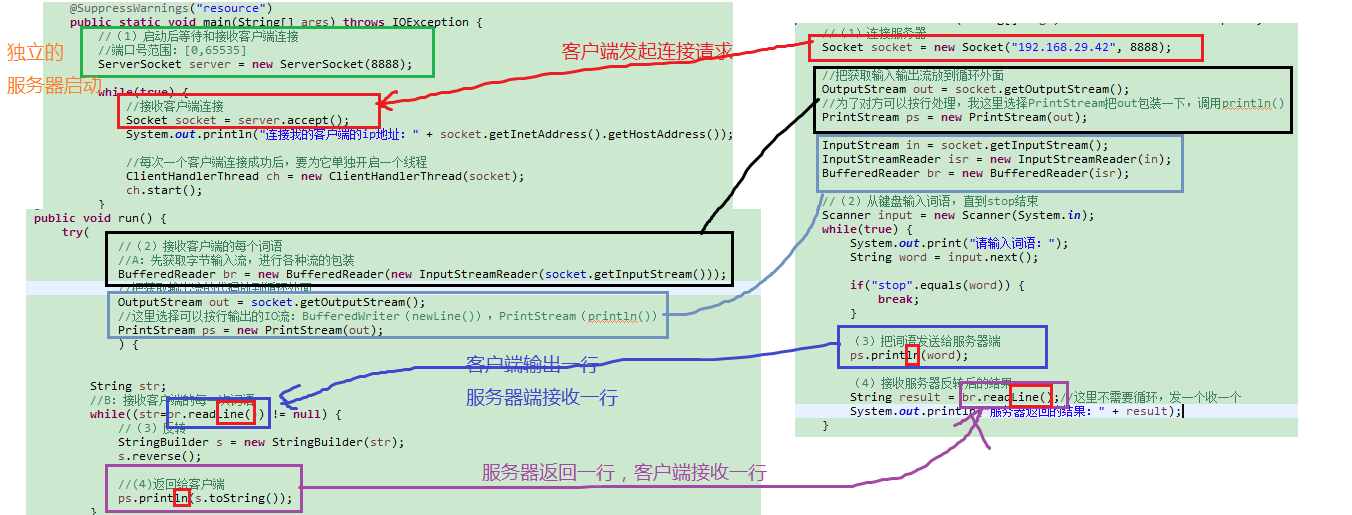 @SuppressWarnings("resource")
public static void main(String[] args) throws IOException {
//（1）启动后等待和接收客户端连接
//端口号范围：[0,65535]
ServerSocket server = new ServerSocket(8888);
while(true) {
//接收客户端连接
Socket socket = server.accept();
System.out.println("连接我的客户端的ip地址：" + socket.getInetAddress().getHostAddress());
//每次一个客户端连接成功后，要为它单独开启一个线程
ClientHandlerThread ch = new ClientHandlerThread(socket);
ch.start();
}
独立的
服务器启动
客户端发起连接请求
public void run() {
try(
//（2）接收客户端的每个词语
//A：先获取字节输入流，进行各种流的包装
BufferedReader br = new BufferedReader(new InputStreamReader(socket.getInputStream()));
//把获取输出流的代码放到循环外面
OutputStream out = socket.getOutputStream();
//这里选择可以按行输出的IO流：BufferedWriter（newLine()），PrintStream（println()）
PrintStream ps = new PrintStream(out);
) {
String str;
//B：接收客户端的每一次词语
while((str=br.readLine()) != null) {
//（3）反转
StringBuilder s = new StringBuilder(str);
s.reverse();
//(4)返回给客户端
ps.println(s.toString());
}
客户端输出一行
服务器端接收一行
服务器返回一行，客户端接收一行
//（1）连接服务器
Socket socket = new Socket("192.168.29.42", 8888);
//把获取输入输出流放到循环外面
OutputStream out = socket.getOutputStream();
//为了对方可以按行处理，我这里选择PrintStream把out包装一下，调用println()
PrintStream ps = new PrintStream(out);
InputStream in = socket.getInputStream();
InputStreamReader isr = new InputStreamReader(in);
BufferedReader br = new BufferedReader(isr);
//（2）从键盘输入词语，直到stop结束
Scanner input = new Scanner(System.in);
while(true) {
System.out.print("请输入词语：");
String word = input.next();
if("stop".equals(word)) {
break;
}
（3）把词语发送给服务器端
ps.println(word);
（4）接收服务器反转后的结果
String result = br.readLine();//这里不需要循环，发一个收一个
System.out.println("服务器返回的结果：" + result);
}